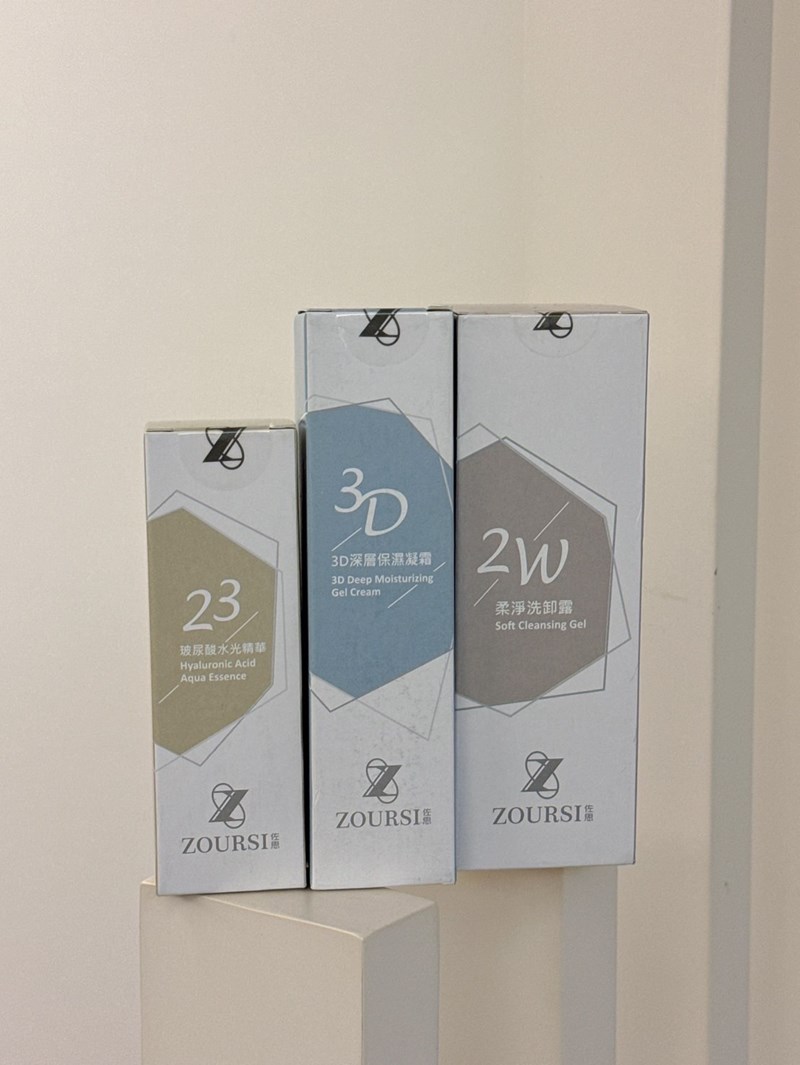 23
玻尿酸水光精華
Hyaluronic Acid
Aqua Essence
ZOURSI
3D
3D深層保濕凝霜
3D Deep Moisturizing
Gel Cream
ZOURSI
2W
柔淨洗卸露
Soft Cleansing Gel
ZOURSI